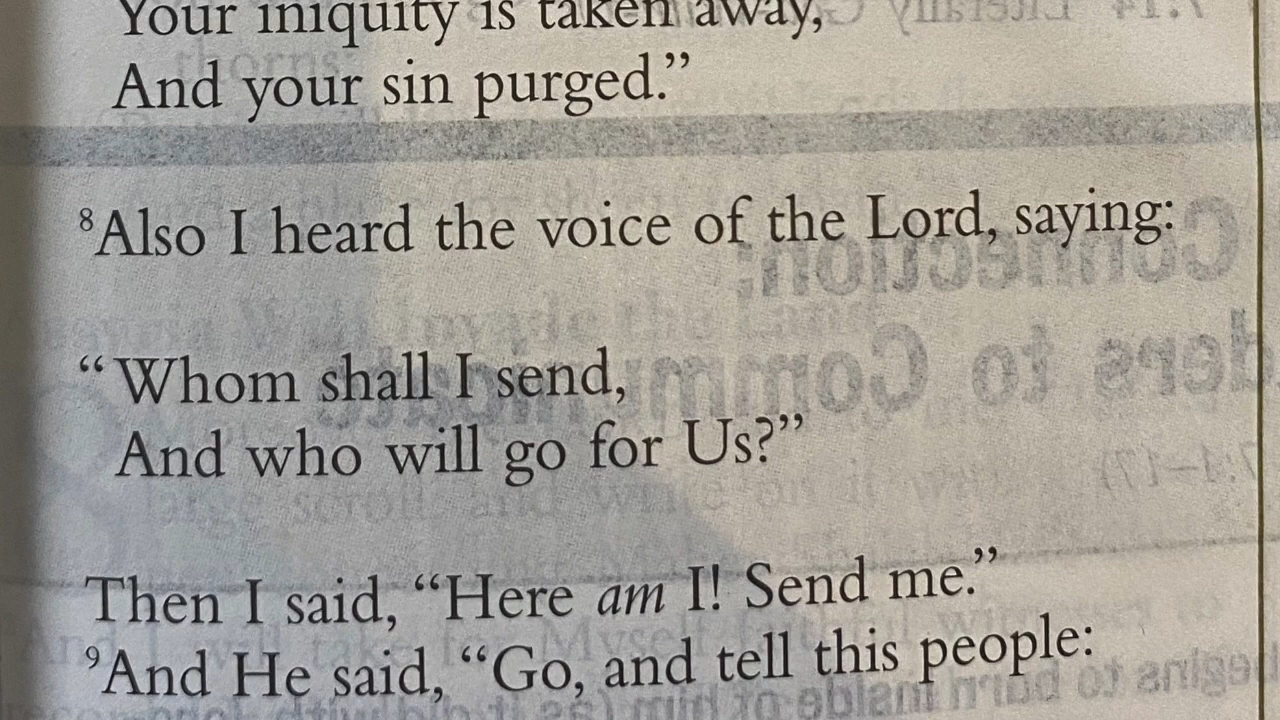 Your iniquity is taken away,
And your sin purged.”
⁸Also I heard the voice of the Lord, saying:
“Whom shall I send,
And who will go for Us?”
Then I said, “Here am I! Send me.”
⁹And He said, “Go, and tell this people: